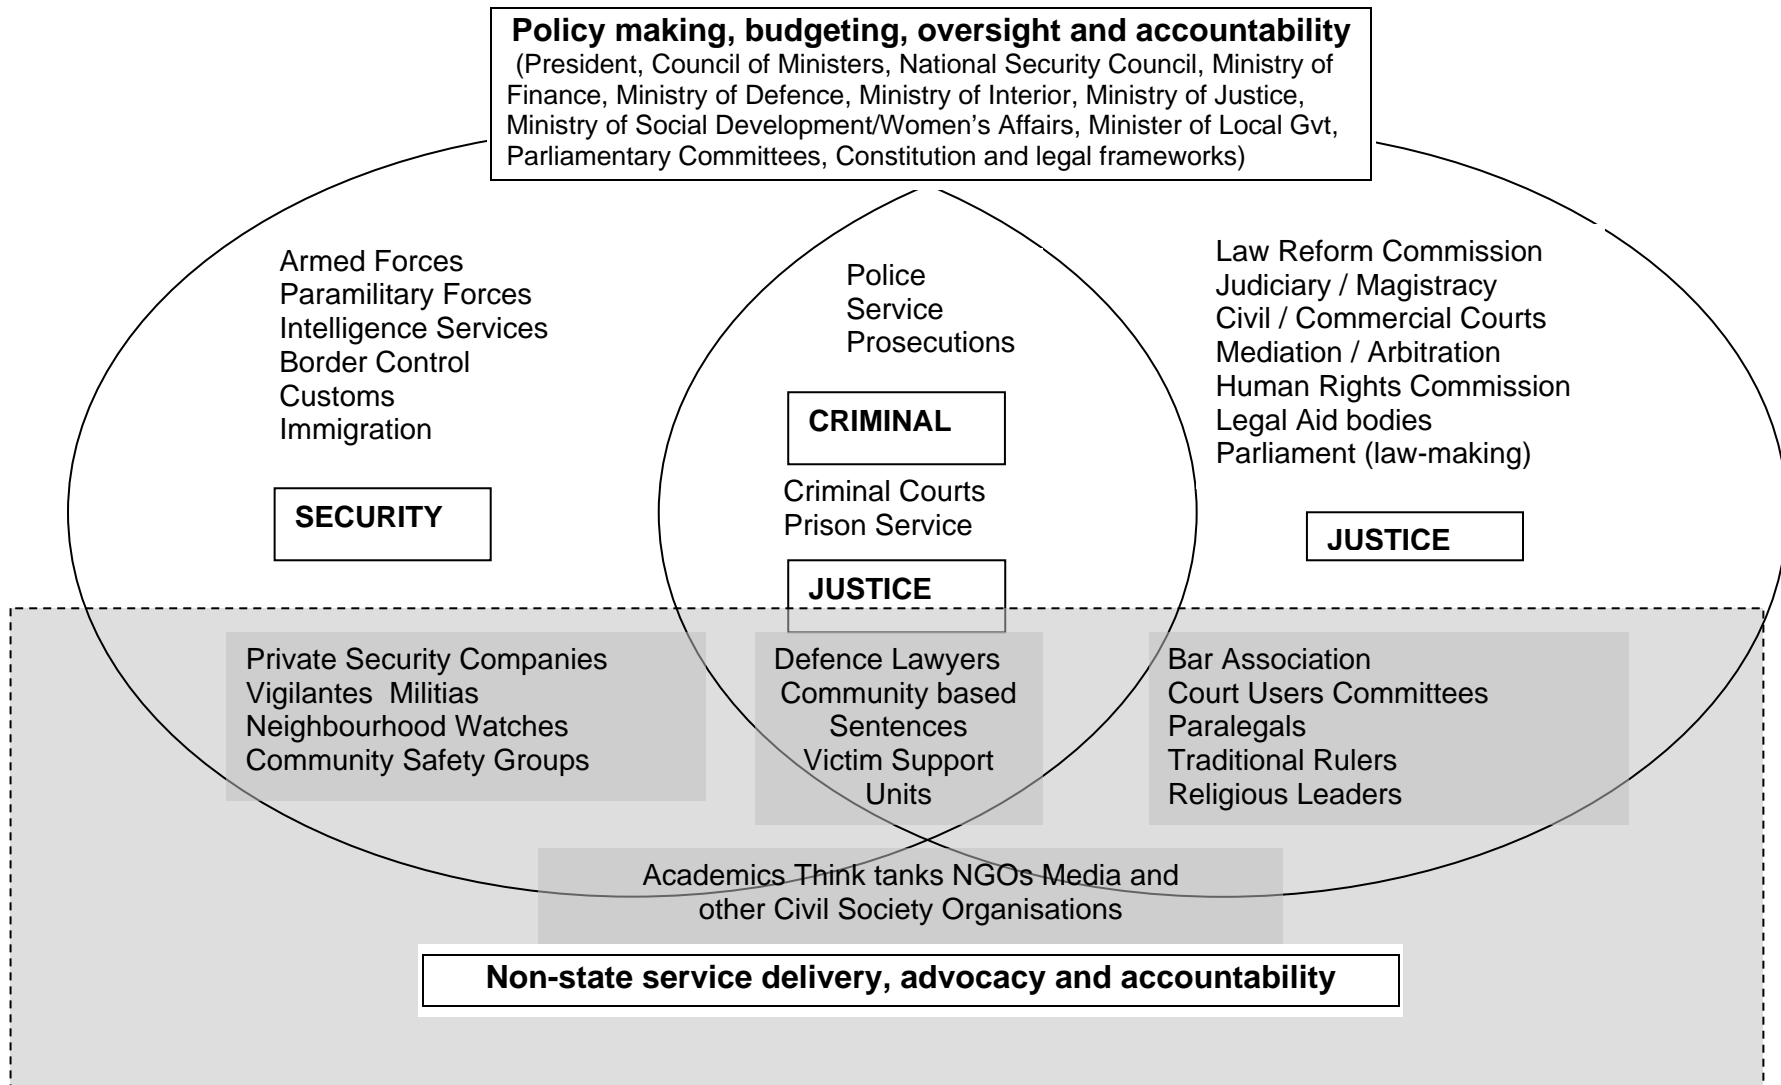 Policy making, budgeting, oversight and accountability
(President, Council of Ministers, National Security Council, Ministry of
Finance, Ministry of Defence, Ministry of Interior, Ministry of Justice,
Ministry of Social Development/Women's Affairs, Minister of Local Gvt,
Parliamentary Committees, Constitution and legal frameworks)
Armed Forces
Paramilitary Forces
Intelligence Services
Border Control
Customs
Immigration
SECURITY
Police
Service
Prosecutions
CRIMINAL
Criminal Courts
Prison Service
JUSTICE
Law Reform Commission
Judiciary / Magistracy
Civil / Commercial Courts
Mediation / Arbitration
Human Rights Commission
Legal Aid bodies
Parliament (law-making)
JUSTICE
Private Security Companies
Vigilantes Militias
Neighbourhood Watches
Community Safety Groups
Defence Lawyers
Community based
Sentences
Victim Support
Units
Bar Association
Court Users Committees
Paralegals
Traditional Rulers
Religious Leaders
Academics Think tanks NGOs Media and
other Civil Society Organisations
Non-state service delivery, advocacy and accountability